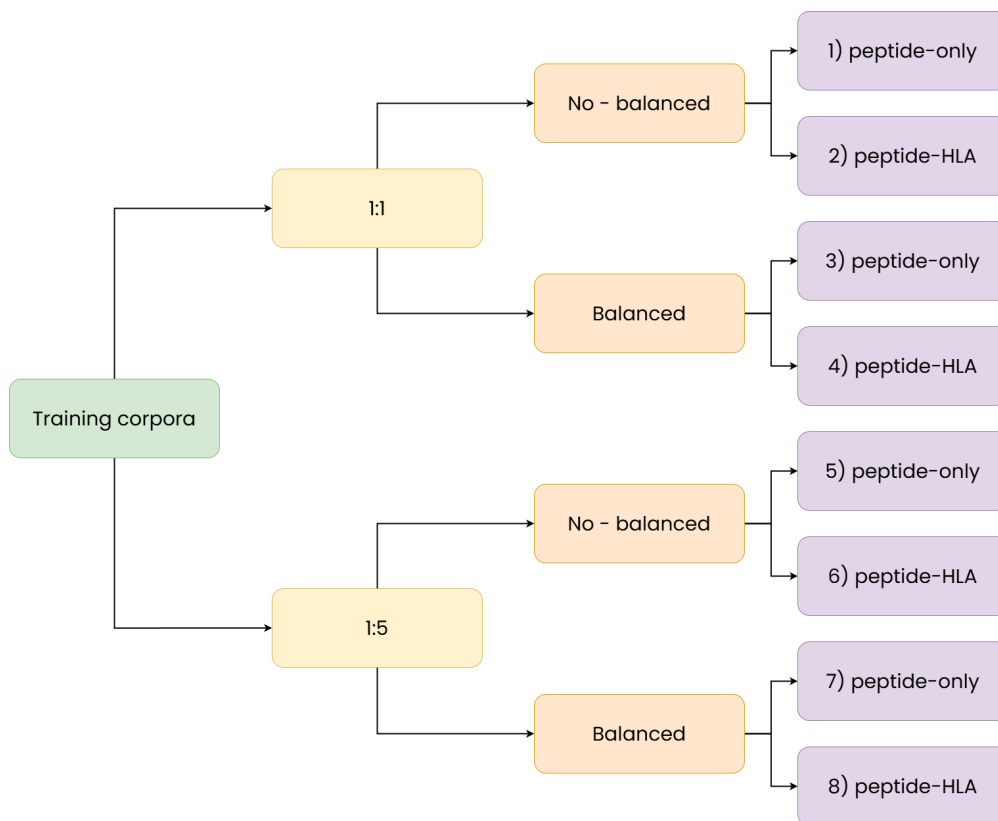 Training corpora
1:1
No - balanced
1) peptide-only
2) peptide-HLA
Balanced
3) peptide-only
4) peptide-HLA
1:5
No - balanced
5) peptide-only
6) peptide-HLA
Balanced
7) peptide-only
8) peptide-HLA